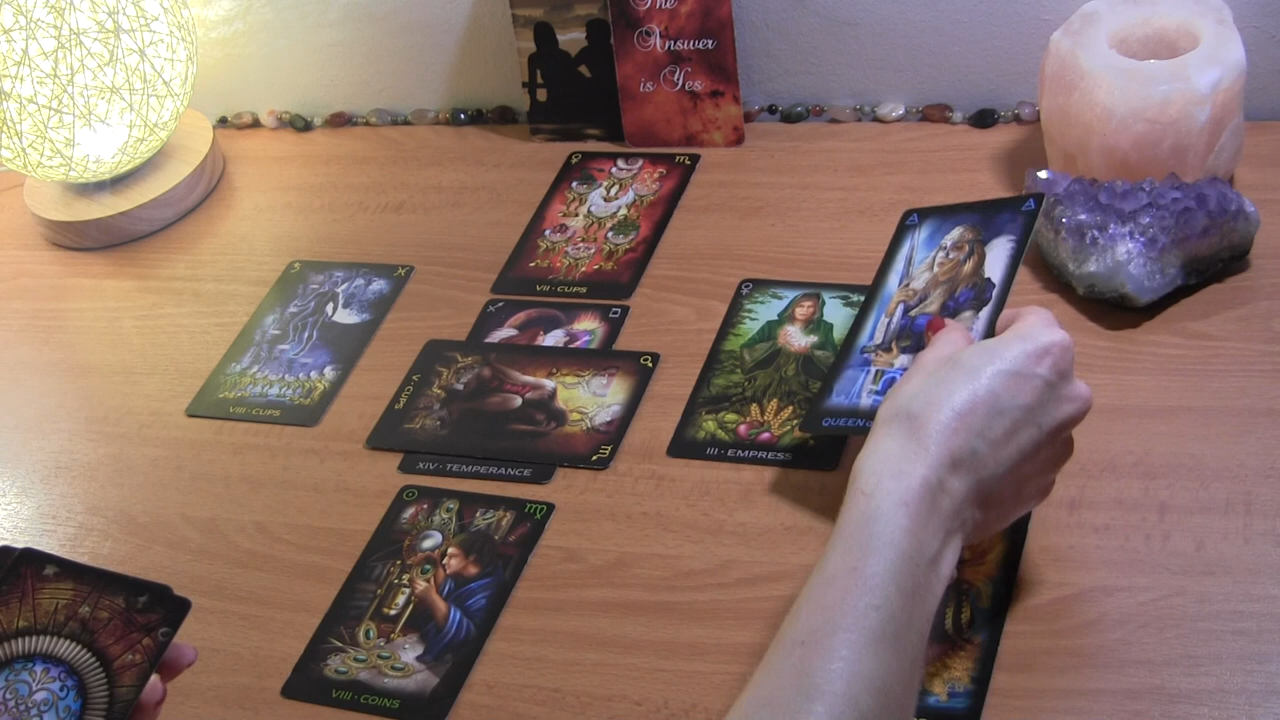 The
Answer
is Yes
VII · CUPS
VIII · CUPS
V · CUPS
XIV · TEMPERANCE
III · EMPRESS
QUEEN
VIII · COINS